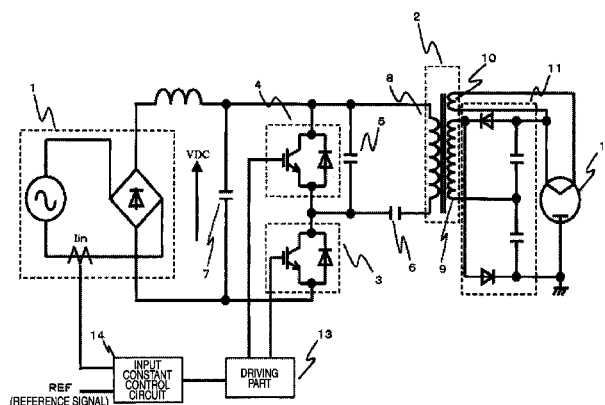 2
10
11
8
4
1
5
VDC
Iin
7
6
9
3
1
14
13
INPUT
CONSTANT
CONTROL
CIRCUIT
DRIVING
PART
REF
(REFERENCE SIGNAL)